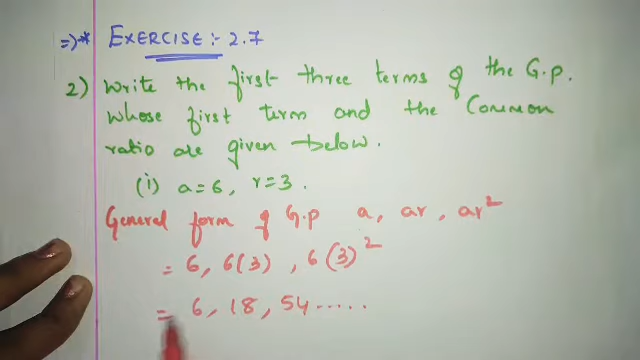 =)* EXERCISE:- 2.7
2) Write the first three terms of the G.P.
whose first term and the Common
ratio are given below.
(i) a=6, r=3.
General form of G.P a, ar, ar²
= 6, 6(3), 6(3)²
= 6, 18, 54.....